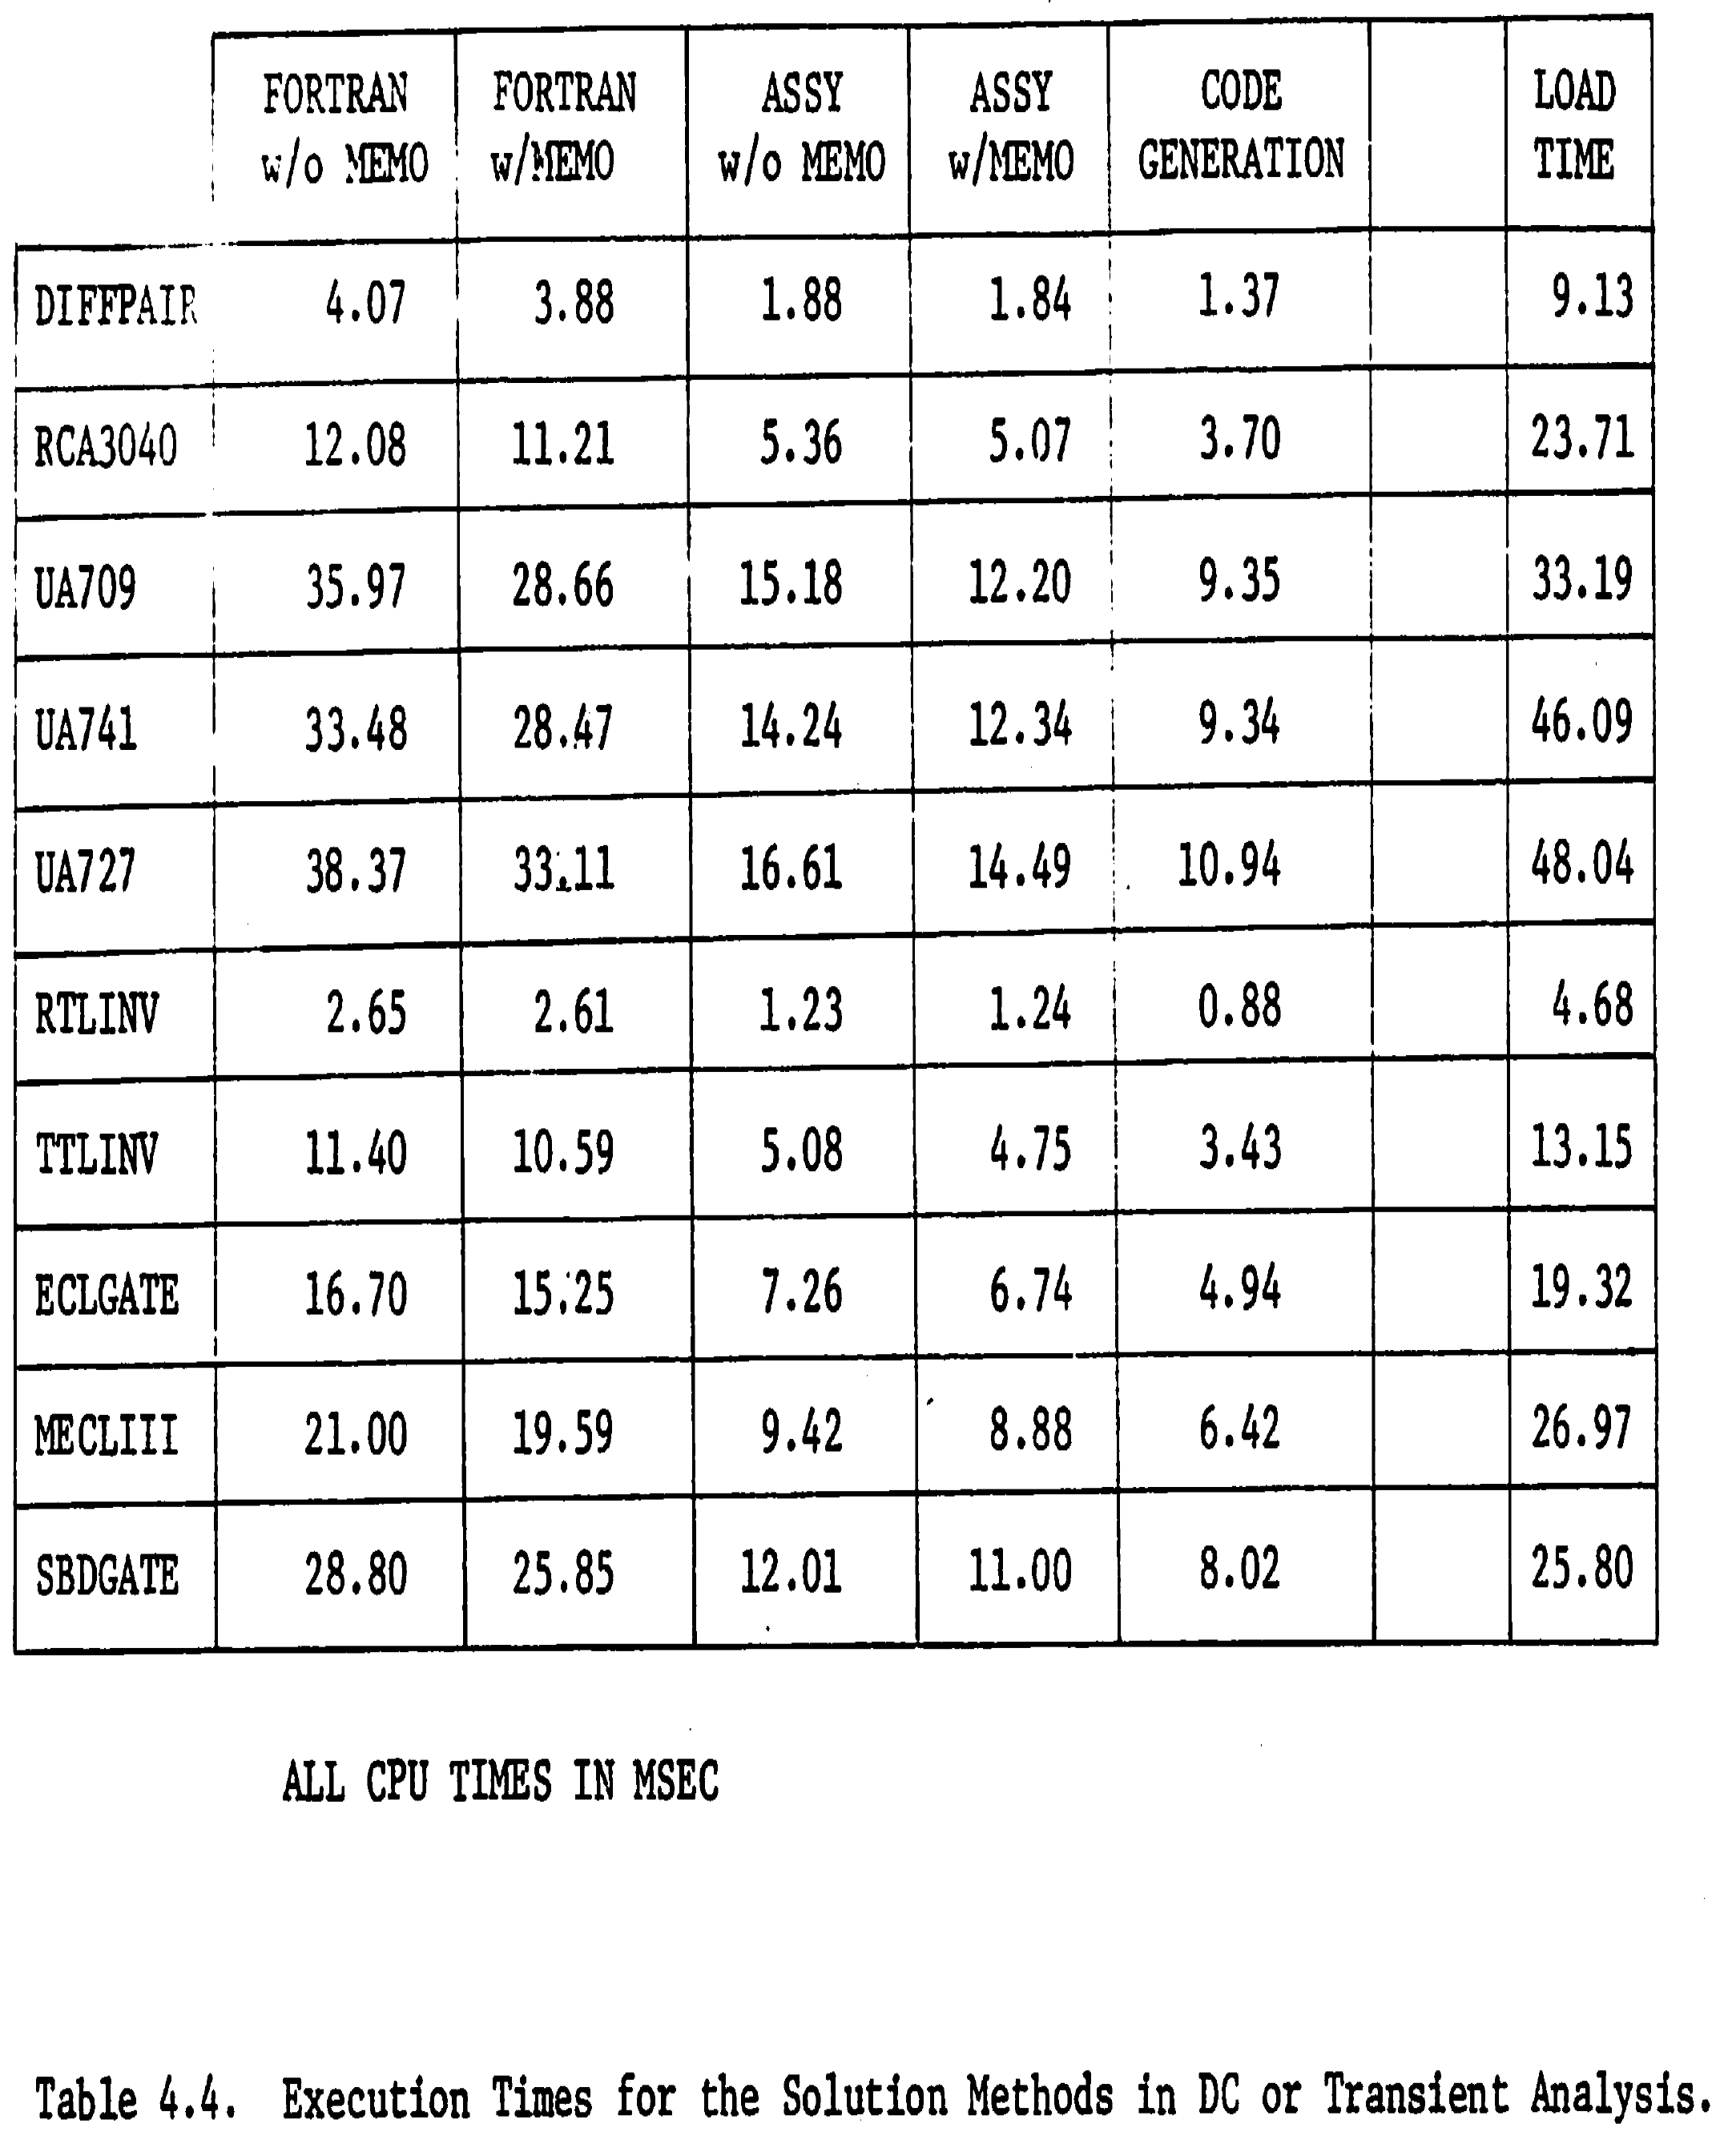 FORTRAN FORTRAN ASSY ASSY CODE LOAD
w/o MEMO w/MEMO w/o MEMO w/MEMO GENERATION TIME
DIFFPAIR 4.07 3.88 1.88 1.84 1.37 9.13
RCA3040 12.08 11.21 5.36 5.07 3.70 23.71
UA709 35.97 28.66 15.18 12.20 9.35 33.19
UA741 33.48 28.47 14.24 12.34 9.34 46.09
UA727 38.37 33.11 16.61 14.49 10.94 48.04
RTLINV 2.65 2.61 1.23 1.24 0.88 4.68
TTLINV 11.40 10.59 5.08 4.75 3.43 13.15
ECLGATE 16.70 15.25 7.26 6.74 4.94 19.32
MECLIII 21.00 19.59 9.42 8.88 6.42 26.97
SBDGATE 28.80 25.85 12.01 11.00 8.02 25.80
ALL CPU TIMES IN MSEC
Table 4.4. Execution Times for the Solution Methods in DC or Transient Analysis.